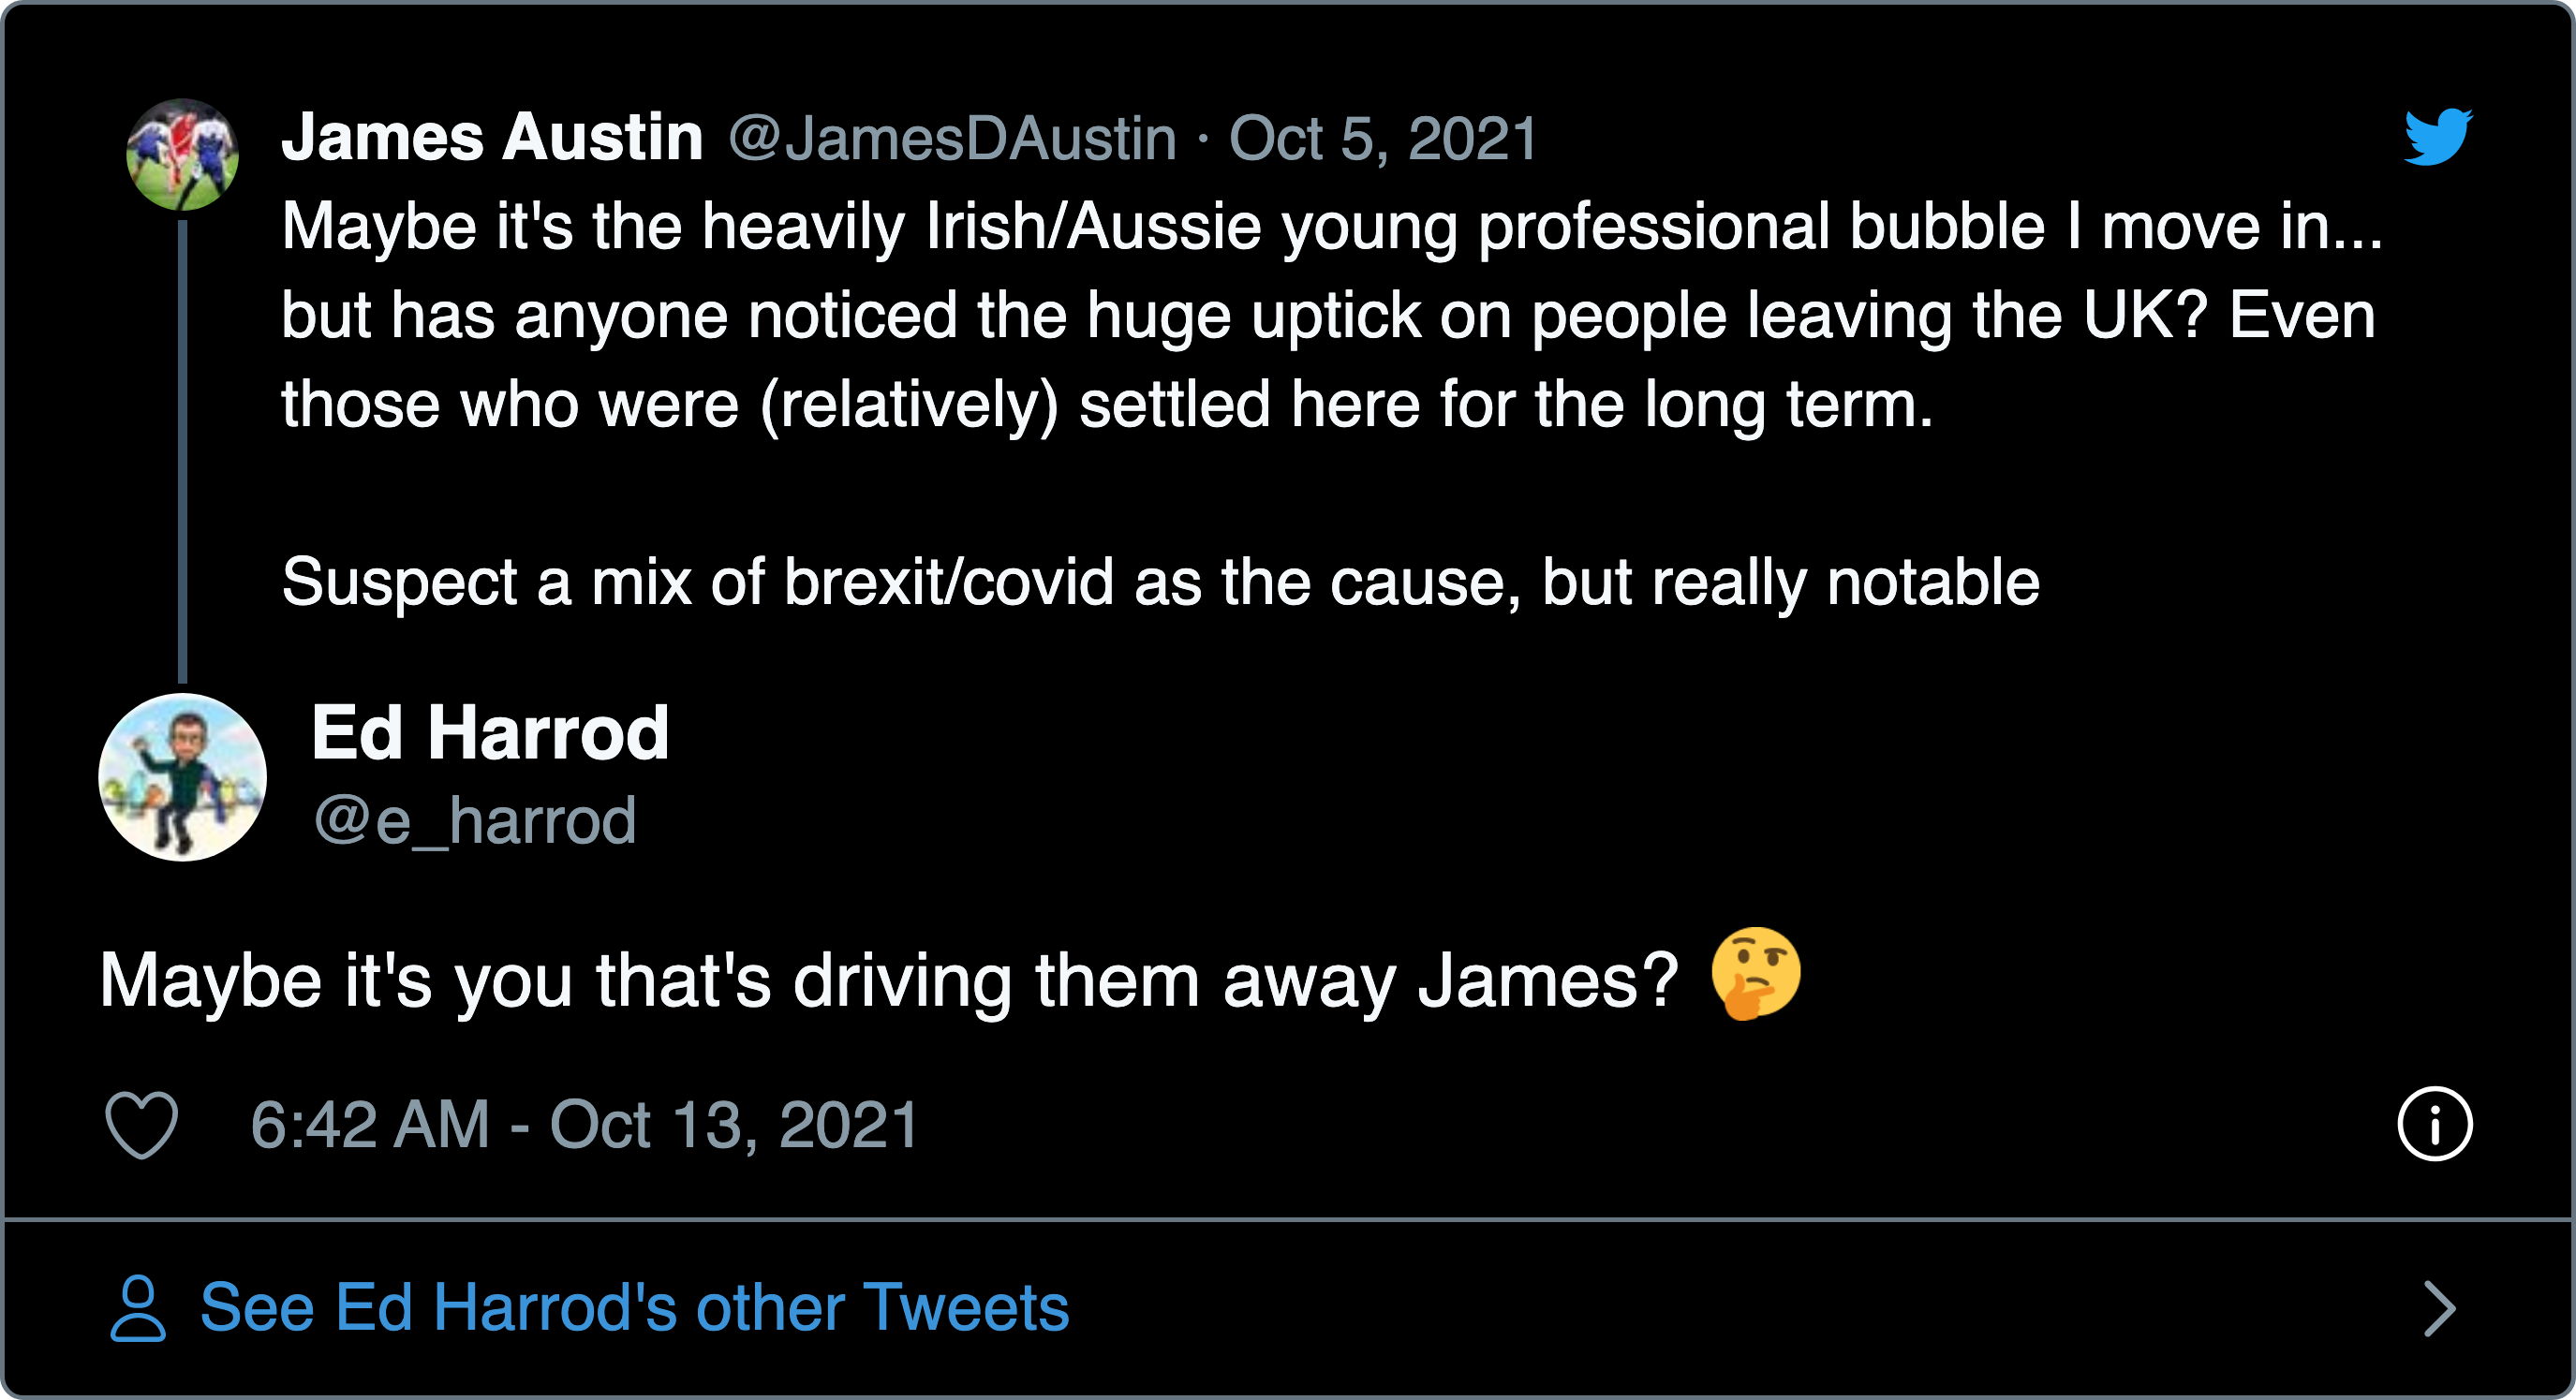 James Austin @JamesDAustin · Oct 5, 2021
Maybe it's the heavily Irish/Aussie young professional bubble I move in...
but has anyone noticed the huge uptick on people leaving the UK? Even
those who were (relatively) settled here for the long term.
Suspect a mix of brexit/covid as the cause, but really notable
Ed Harrod
@e_harrod
Maybe it's you that's driving them away James? 🤔
6:42 AM - Oct 13, 2021
See Ed Harrod's other Tweets